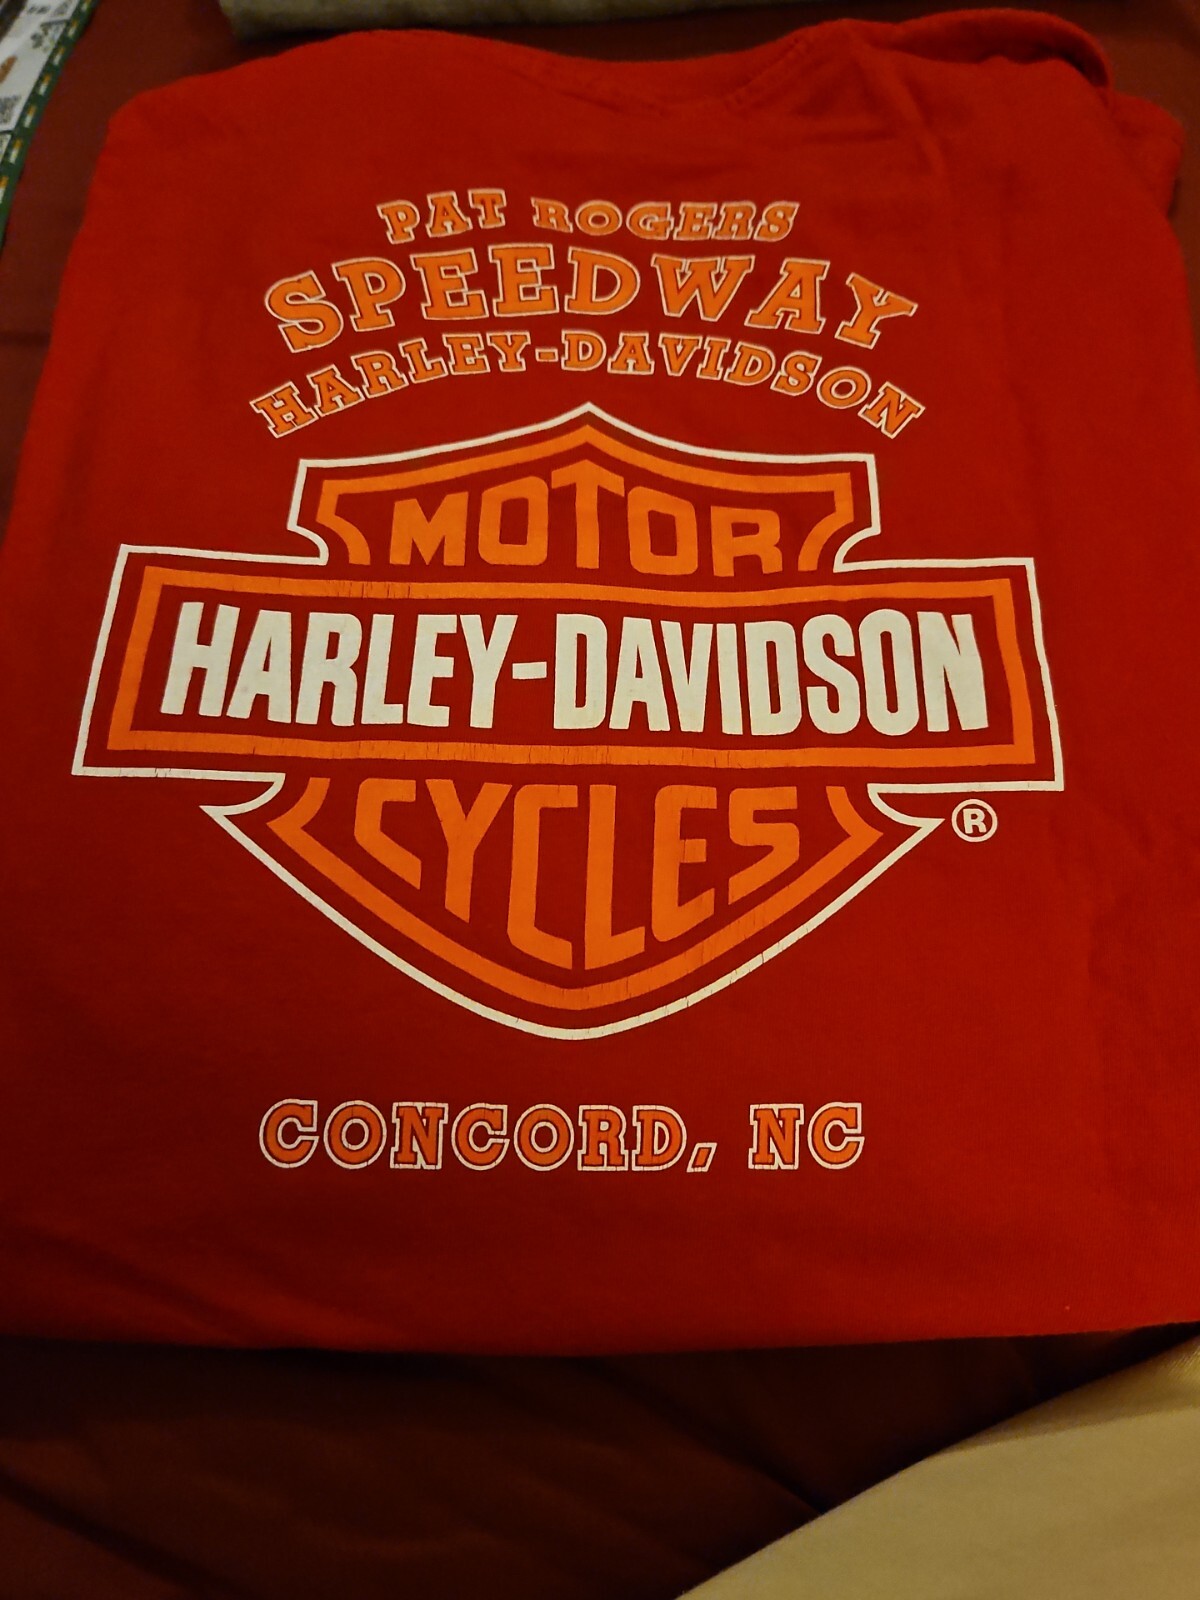 PAT ROGERS
SPEEDWAY
HARLEY-DAVIDSON
MOTOR
HARLEY-DAVIDSON
CYCLES
®
CONCORD, NC